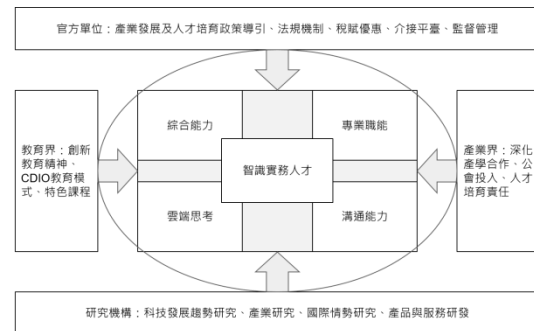 官方單位：產業發展及人才培育政策導引、法規機制、稅賦優惠、介接平臺、監督管理
綜合能力
專業職能
教育界：創新
教育精神、
CDIO教育模
式、特色課程
智識實務人才
產業界：深化
產學合作、公
會投入、人才
培育責任
雲端思考
溝通能力
研究機構：科技發展趨勢研究、產業研究、國際情勢研究、產品與服務研發